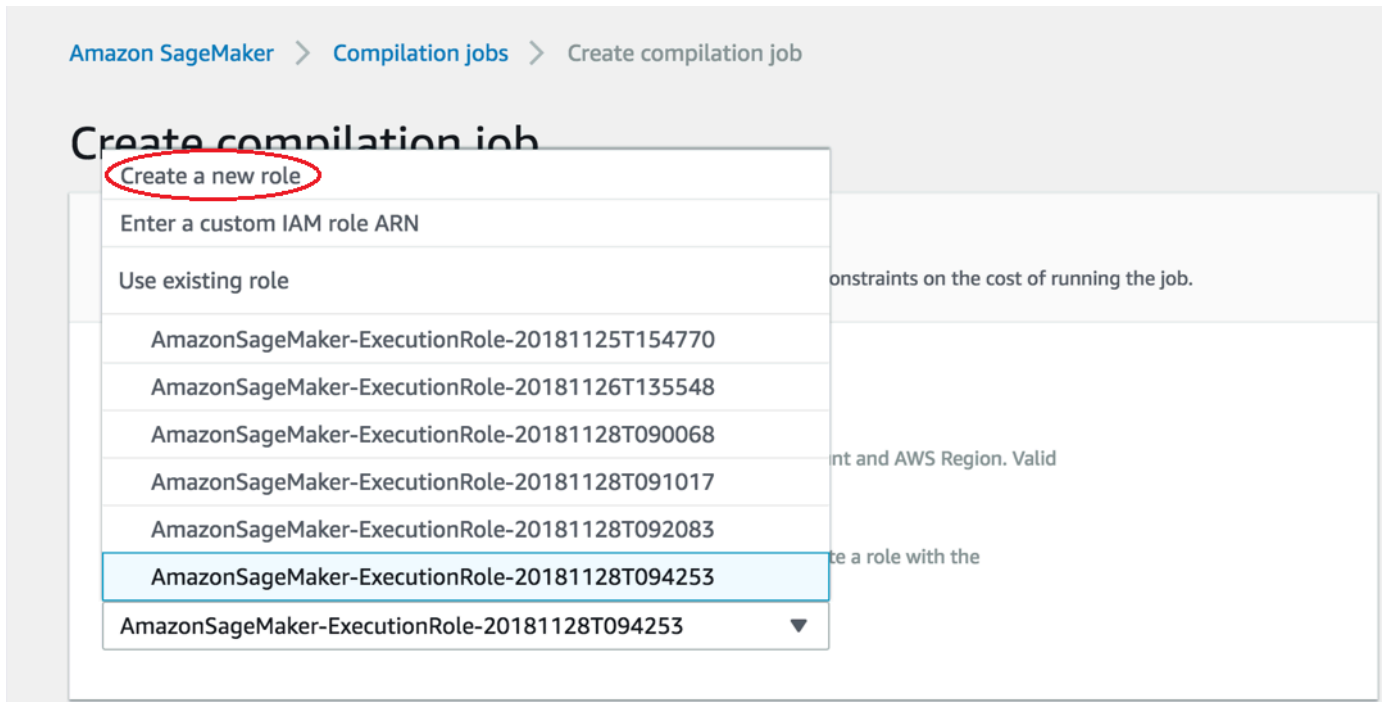 Amazon SageMaker > Compilation jobs > Create compilation job
Create compilation job
Create a new role
Enter a custom IAM role ARN
Use existing role
onstraints on the cost of running the job.
AmazonSageMaker-ExecutionRole-20181125T154770
AmazonSageMaker-ExecutionRole-20181126T135548
AmazonSageMaker-ExecutionRole-20181128T090068
nt and AWS Region. Valid
AmazonSageMaker-ExecutionRole-20181128T091017
AmazonSageMaker-ExecutionRole-20181128T092083
te a role with the
AmazonSageMaker-ExecutionRole-20181128T094253
AmazonSageMaker-ExecutionRole-20181128T094253